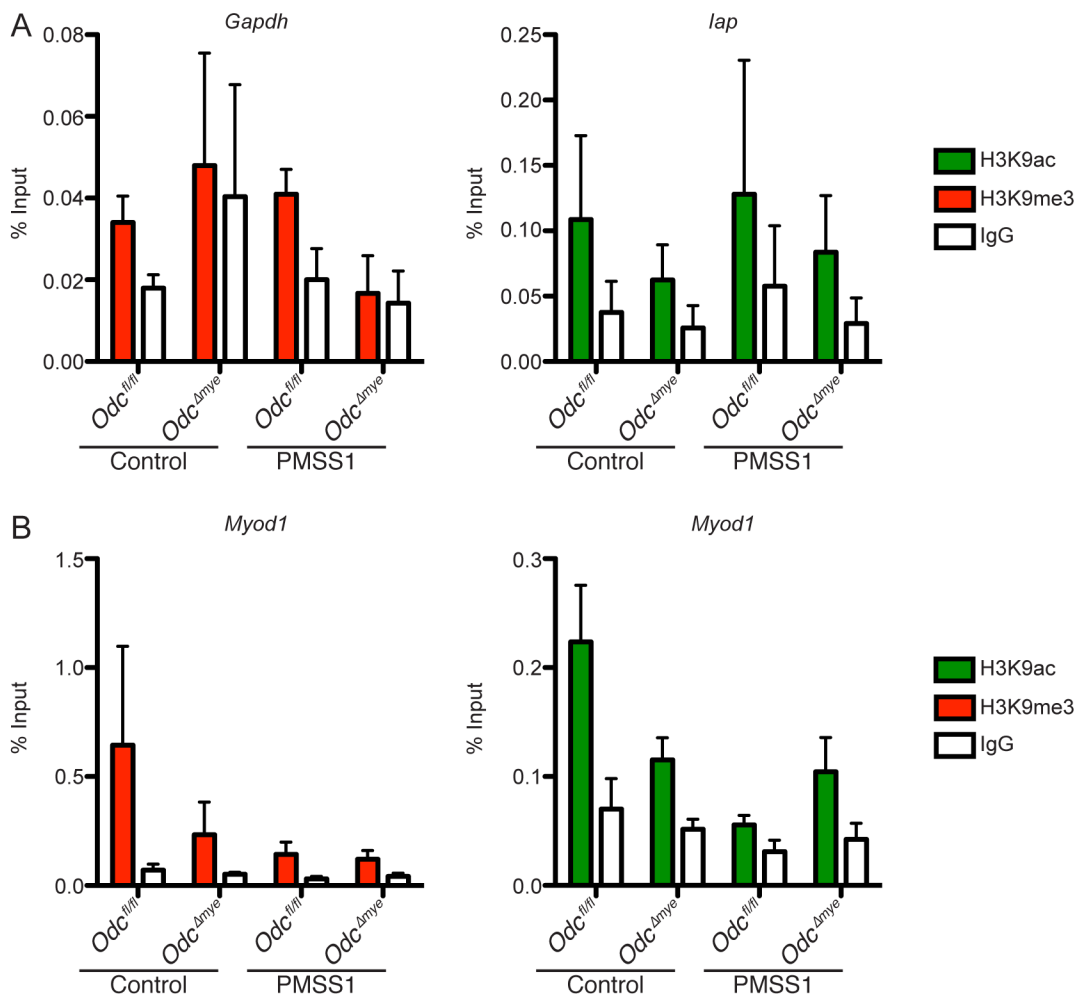 A
Gapdh
Iap
0.08
0.06
0.04
0.02
0.00
% Input
Odc^fl/fl
Odc^Δmye
Odc^fl/fl
Odc^Δmye
Control
PMSS1
0.25
0.20
0.15
0.10
0.05
0.00
% Input
Odc^fl/fl
Odc^Δmye
Odc^fl/fl
Odc^Δmye
Control
PMSS1
H3K9ac
H3K9me3
IgG
B
Myod1
Myod1
1.5
1.0
0.5
0.0
% Input
Odc^fl/fl
Odc^Δmye
Odc^fl/fl
Odc^Δmye
Control
PMSS1
0.3
0.2
0.1
0.0
% Input
Odc^fl/fl
Odc^Δmye
Odc^fl/fl
Odc^Δmye
Control
PMSS1
H3K9ac
H3K9me3
IgG